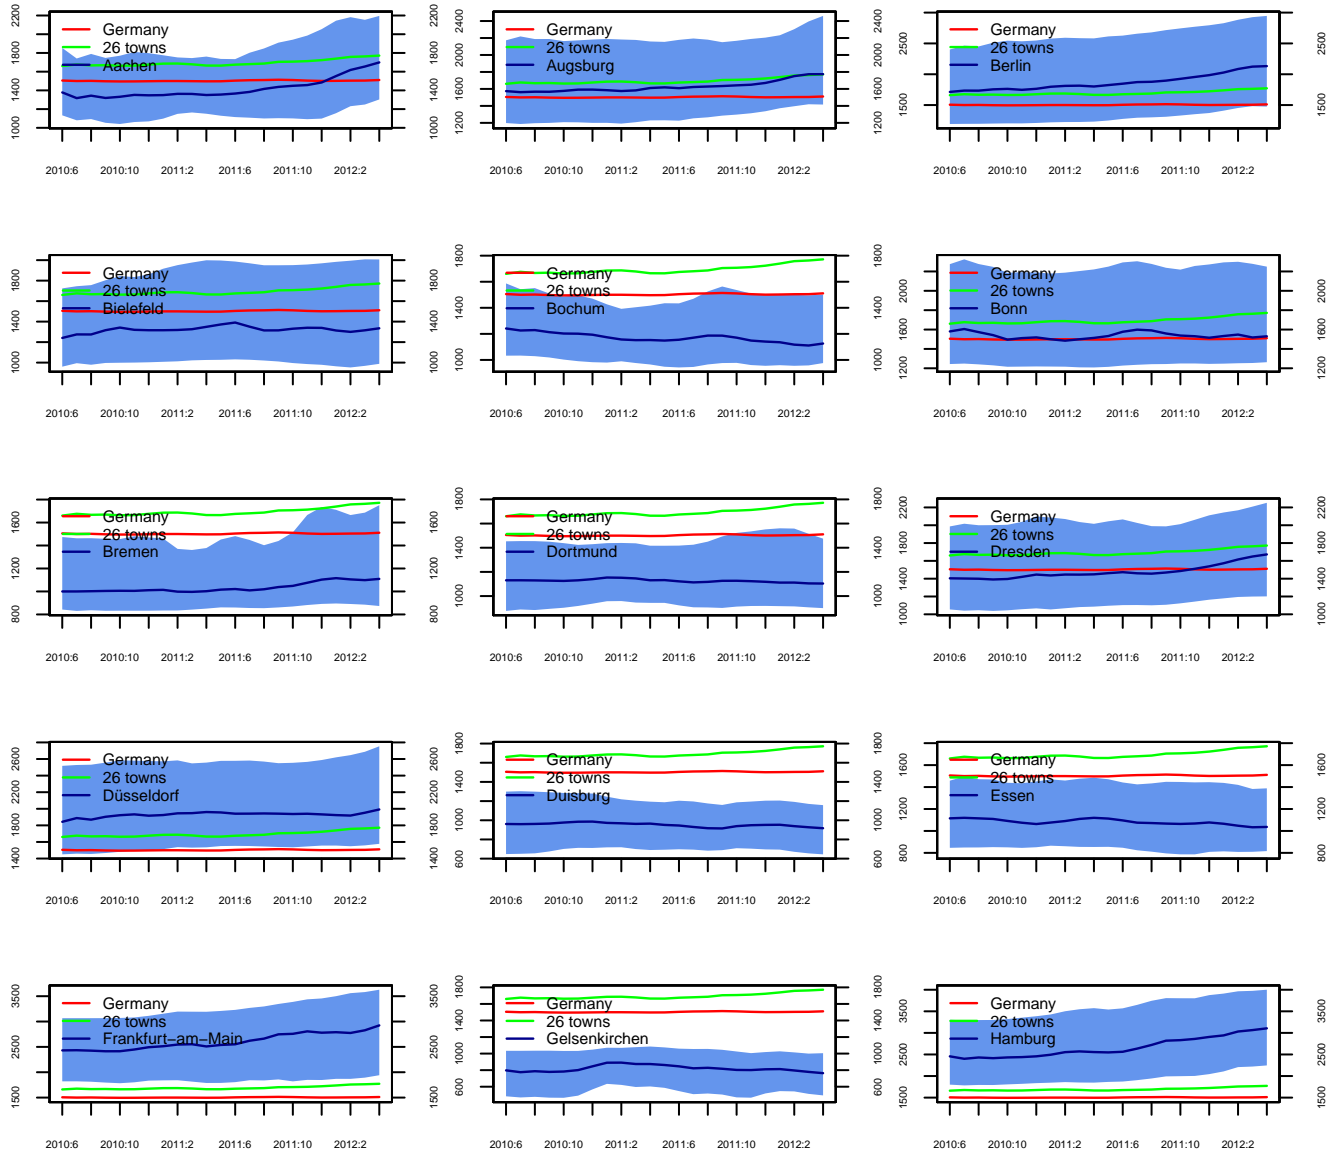 1000 1400 1800 2200
Germany
26 towns
Aachen
1000 1400 1800 2200
2010:6 2010:10 2011:2 2011:6 2011:10 2012:2
1200 1600 2000 2400
Germany
26 towns
Augsburg
1200 1600 2000 2400
2010:6 2010:10 2011:2 2011:6 2011:10 2012:2
1500 2500
Germany
26 towns
Berlin
1500 2500
2010:6 2010:10 2011:2 2011:6 2011:10 2012:2
1000 1400 1800
Germany
26 towns
Bielefeld
1000 1400 1800
2010:6 2010:10 2011:2 2011:6 2011:10 2012:2
1000 1400 1800
Germany
26 towns
Bochum
1000 1400 1800
2010:6 2010:10 2011:2 2011:6 2011:10 2012:2
1200 1600 2000
Germany
26 towns
Bonn
1200 1600 2000
2010:6 2010:10 2011:2 2011:6 2011:10 2012:2
800 1200 1600
Germany
26 towns
Bremen
800 1200 1600
2010:6 2010:10 2011:2 2011:6 2011:10 2012:2
1000 1400 1800
Germany
26 towns
Dortmund
1000 1400 1800
2010:6 2010:10 2011:2 2011:6 2011:10 2012:2
1000 1400 1800 2200
Germany
26 towns
Dresden
1000 1400 1800 2200
2010:6 2010:10 2011:2 2011:6 2011:10 2012:2
1400 1800 2200 2600
Germany
26 towns
Düsseldorf
1400 1800 2200 2600
2010:6 2010:10 2011:2 2011:6 2011:10 2012:2
600 1000 1400 1800
Germany
26 towns
Duisburg
600 1000 1400 1800
2010:6 2010:10 2011:2 2011:6 2011:10 2012:2
800 1200 1600
Germany
26 towns
Essen
800 1200 1600
2010:6 2010:10 2011:2 2011:6 2011:10 2012:2
1500 2500 3500
Germany
26 towns
Frankfurt−am−Main
1500 2500 3500
2010:6 2010:10 2011:2 2011:6 2011:10 2012:2
600 1000 1400 1800
Germany
26 towns
Gelsenkirchen
600 1000 1400 1800
2010:6 2010:10 2011:2 2011:6 2011:10 2012:2
1500 2500 3500
Germany
26 towns
Hamburg
1500 2500 3500
2010:6 2010:10 2011:2 2011:6 2011:10 2012:2